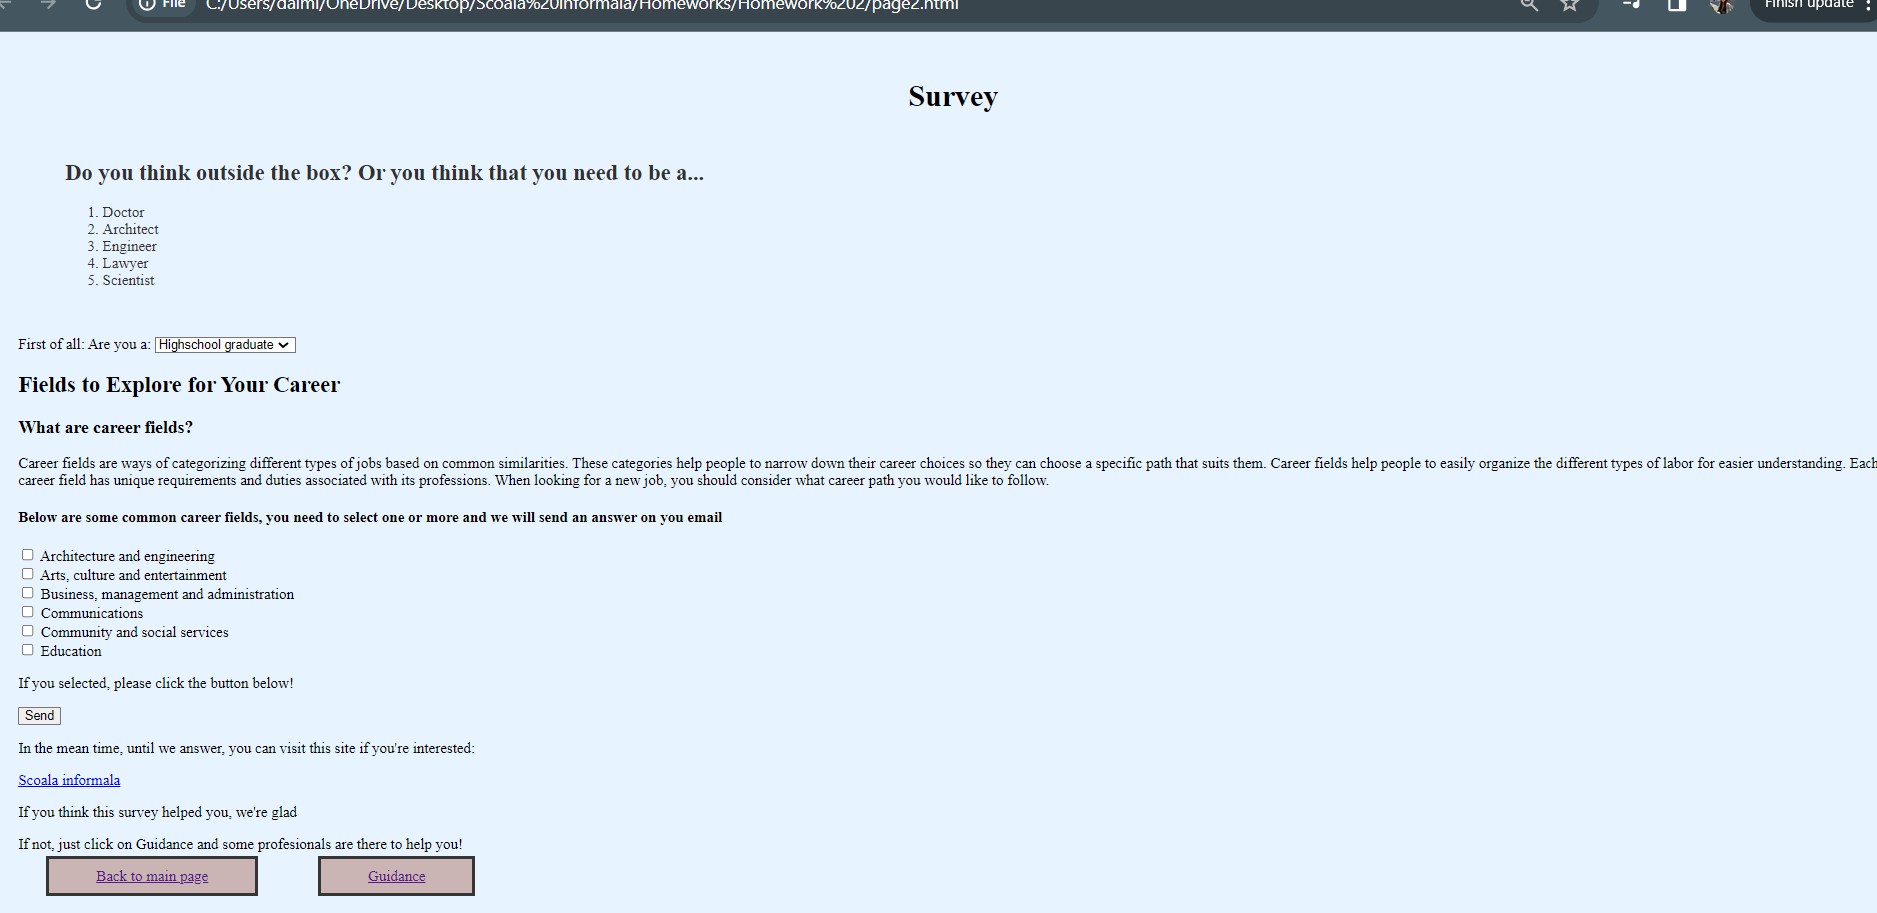 File C:/Users/daimi/OneDrive/Desktop/Scoala%20Informala/Homeworks/Homework%202/page2.html Finish update
Survey
Do you think outside the box? Or you think that you need to be a...
1. Doctor
2. Architect
3. Engineer
4. Lawyer
5. Scientist
First of all: Are you a: Highschool graduate
Fields to Explore for Your Career
What are career fields?
Career fields are ways of categorizing different types of jobs based on common similarities. These categories help people to narrow down their career choices so they can choose a specific path that suits them. Career fields help people to easily organize the different types of labor for easier understanding. Each
career field has unique requirements and duties associated with its professions. When looking for a new job, you should consider what career path you would like to follow.
Below are some common career fields, you need to select one or more and we will send an answer on you email
Architecture and engineering
Arts, culture and entertainment
Business, management and administration
Communications
Community and social services
Education
If you selected, please click the button below!
Send
In the mean time, until we answer, you can visit this site if you're interested:
Scoala informala
If you think this survey helped you, we're glad
If not, just click on Guidance and some profesionals are there to help you!
Back to main page Guidance